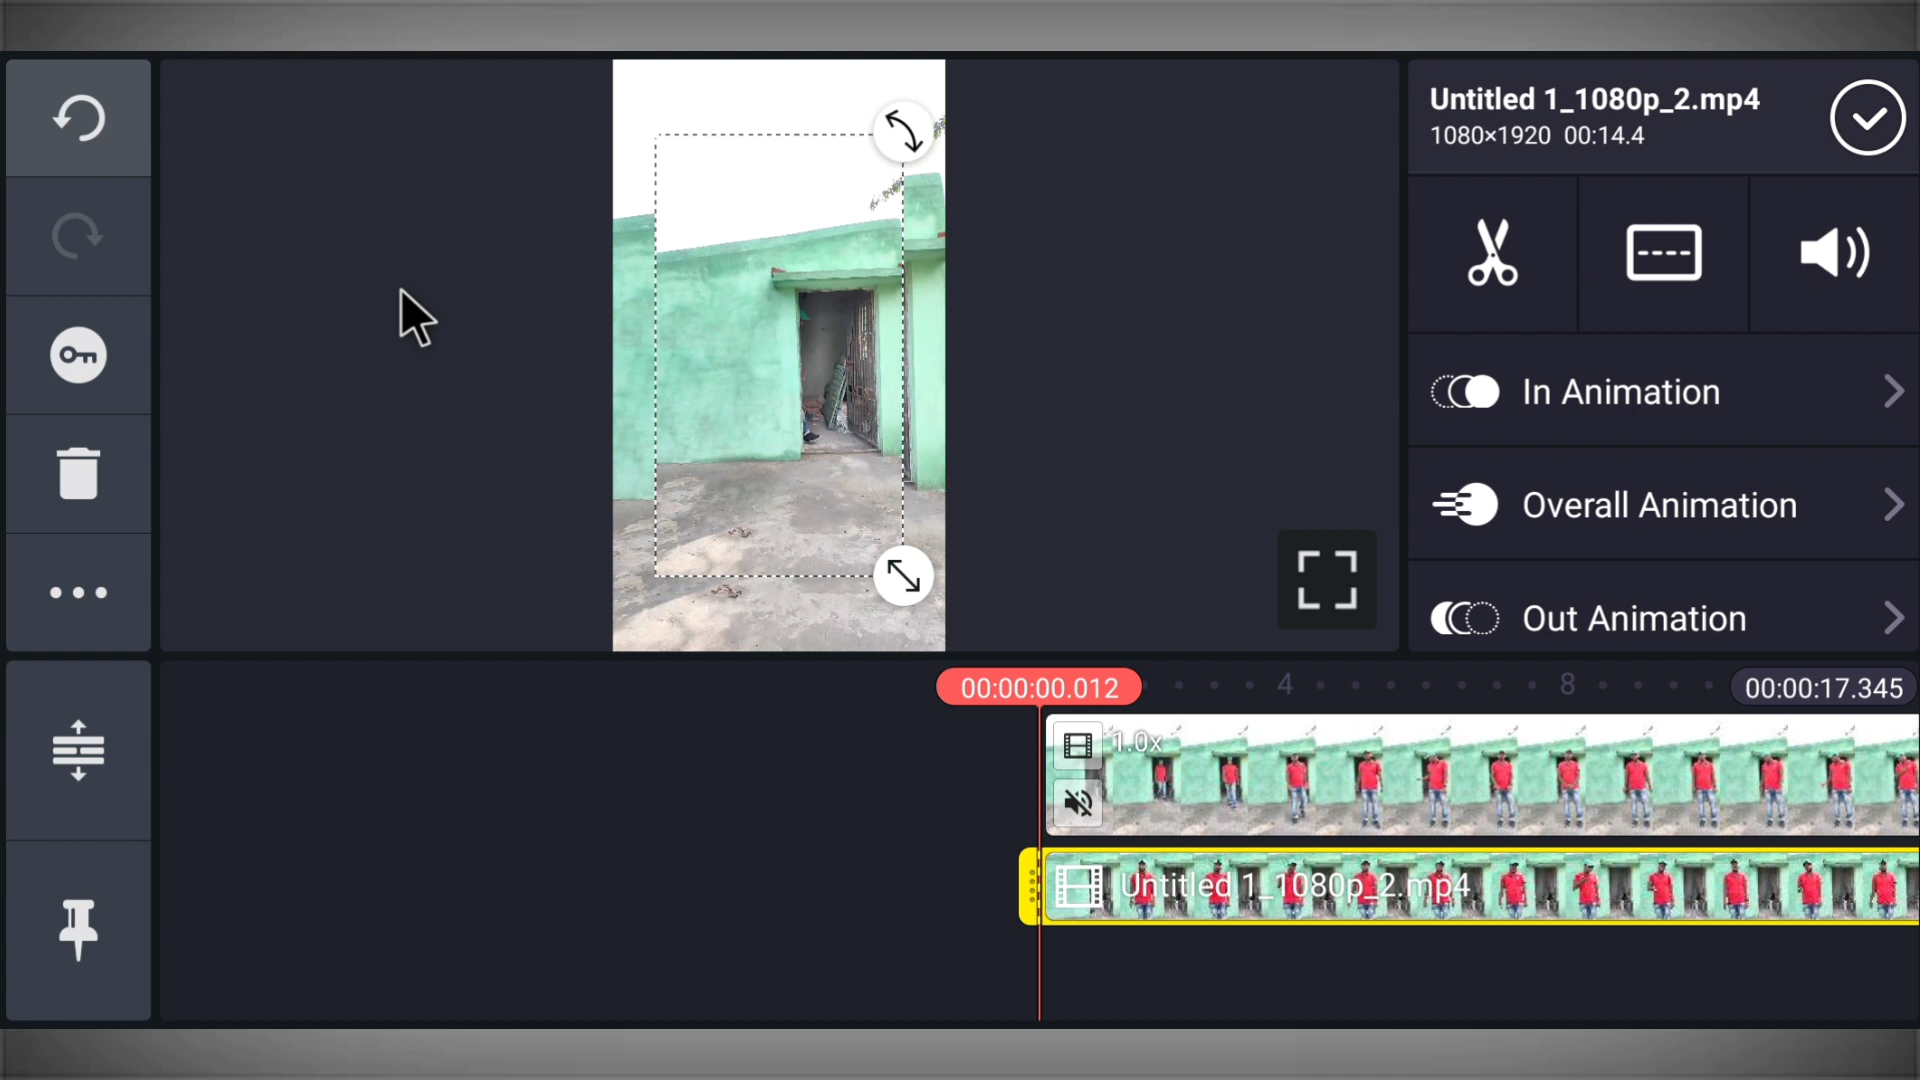 Untitled 1_1080p_2.mp4
1080×1920 00:14.4
In Animation
Overall Animation
Out Animation
00:00:00.012
4
8
00:00:17.345
1.0x
Untitled 1_1080p_2.mp4